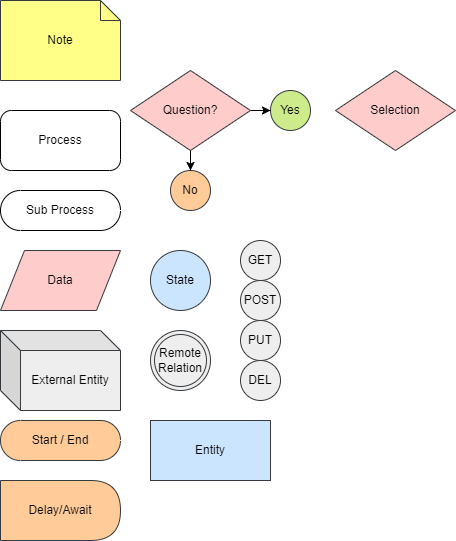 Note
Question?
Yes
Selection
Process
No
Sub Process
Data
State
GET
POST
PUT
DEL
External Entity
Remote
Relation
Start / End
Entity
Delay/Await